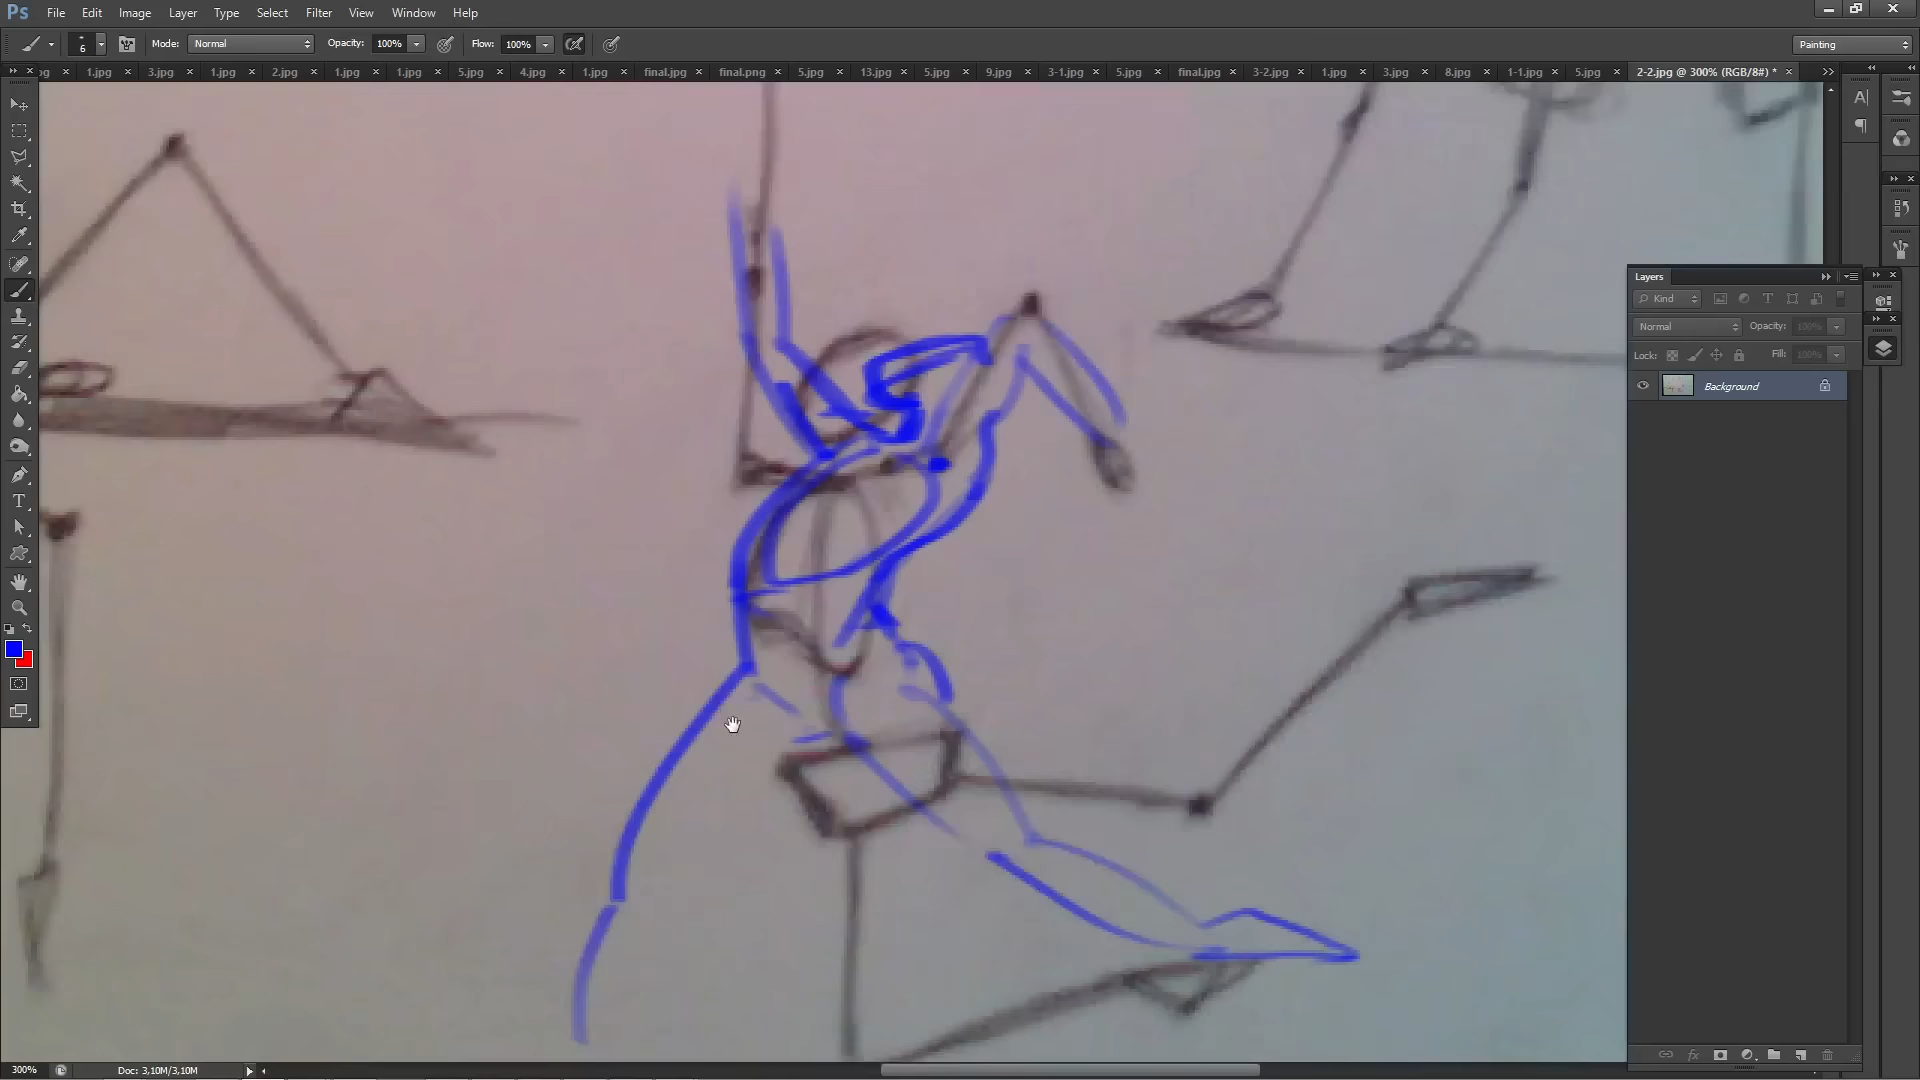 Ps File Edit Image Layer Type Select Filter View Window Help
6 Mode: Normal Opacity: 100% Flow: 100% Painting
pg 1.jpg 3.jpg 1.jpg 2.jpg 1.jpg 1.jpg 5.jpg 4.jpg 1.jpg final.jpg final.png 5.jpg 13.jpg 5.jpg 9.jpg 3-1.jpg 5.jpg final.jpg 3-2.jpg 1.jpg 3.jpg 8.jpg 1-1.jpg 5.jpg 2-2.jpg @ 300% (RGB/8#) *
Layers
Kind
Normal Opacity: 100%
Lock: Fill: 100%
Background
300% Doc: 3,10M/3,10M